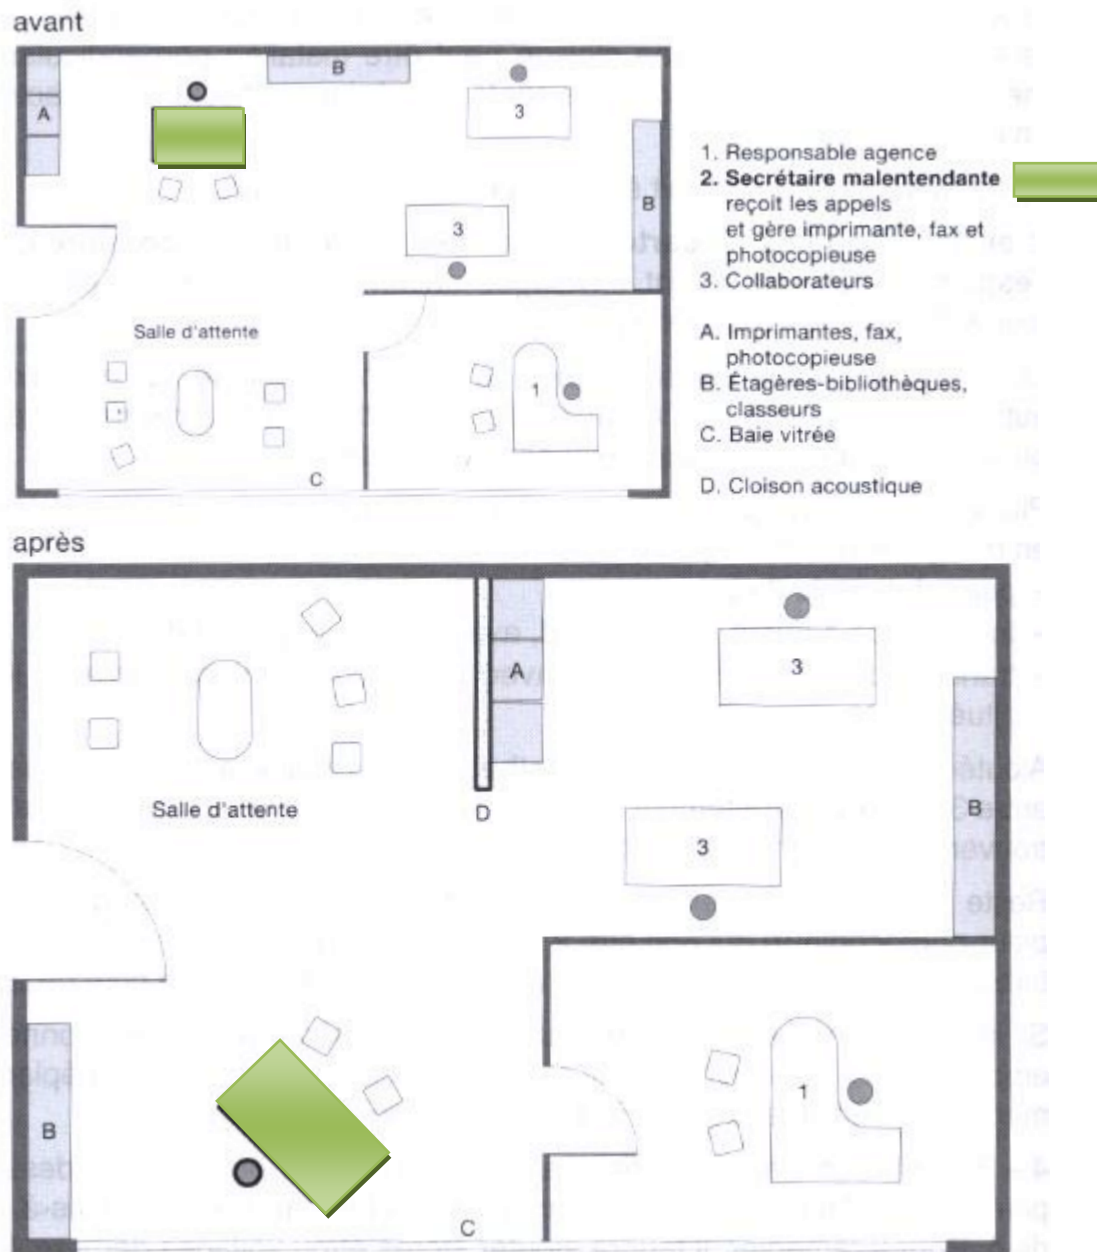 avant
B
3
A
B
3
Salle d'attente
1
C
1. Responsable agence
2. Secrétaire malentendante
reçoit les appels
et gère imprimante, fax et
photocopieuse
3. Collaborateurs
A. Imprimantes, fax,
photocopieuse
B. Étagères-bibliothèques,
classeurs
C. Baie vitrée
D. Cloison acoustique
après
A
3
Salle d'attente
D
B
3
1
B
C